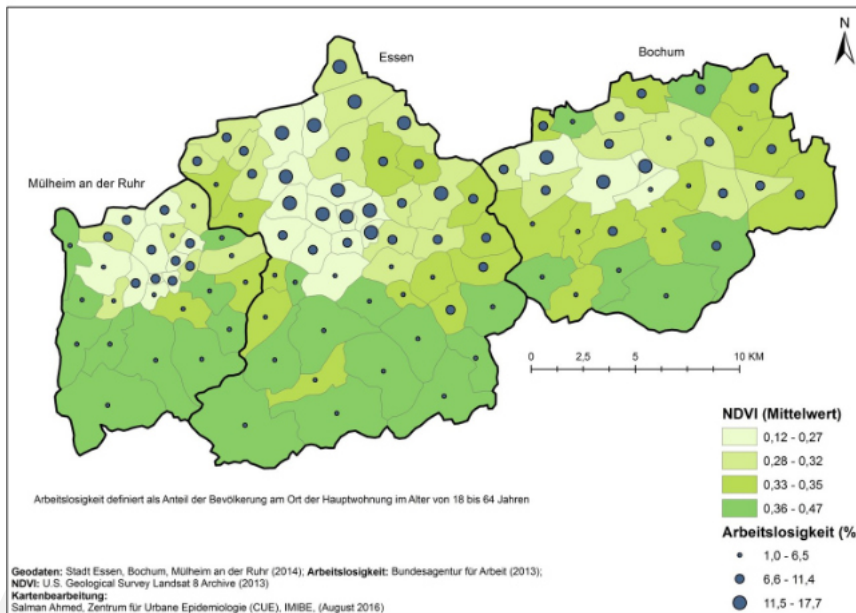 N
Essen
Bochum
Mülheim an der Ruhr
0 2,5 5 10 KM
NDVI (Mittelwert)
0,12 - 0,27
0,28 - 0,32
0,33 - 0,35
0,36 - 0,47
Arbeitslosigkeit definiert als Anteil der Bevölkerung am Ort der Hauptwohnung im Alter von 18 bis 64 Jahren
Arbeitslosigkeit (%
1,0 - 6,5
6,6 - 11,4
11,5 - 17,7
Geodaten: Stadt Essen, Bochum, Mülheim an der Ruhr (2014); Arbeitslosigkeit: Bundesagentur für Arbeit (2013);
NDVI: U.S. Geological Survey Landsat 8 Archive (2013)
Kartenbearbeitung:
Salman Ahmed, Zentrum für Urbane Epidemiologie (CUE), IMIBE, (August 2016)